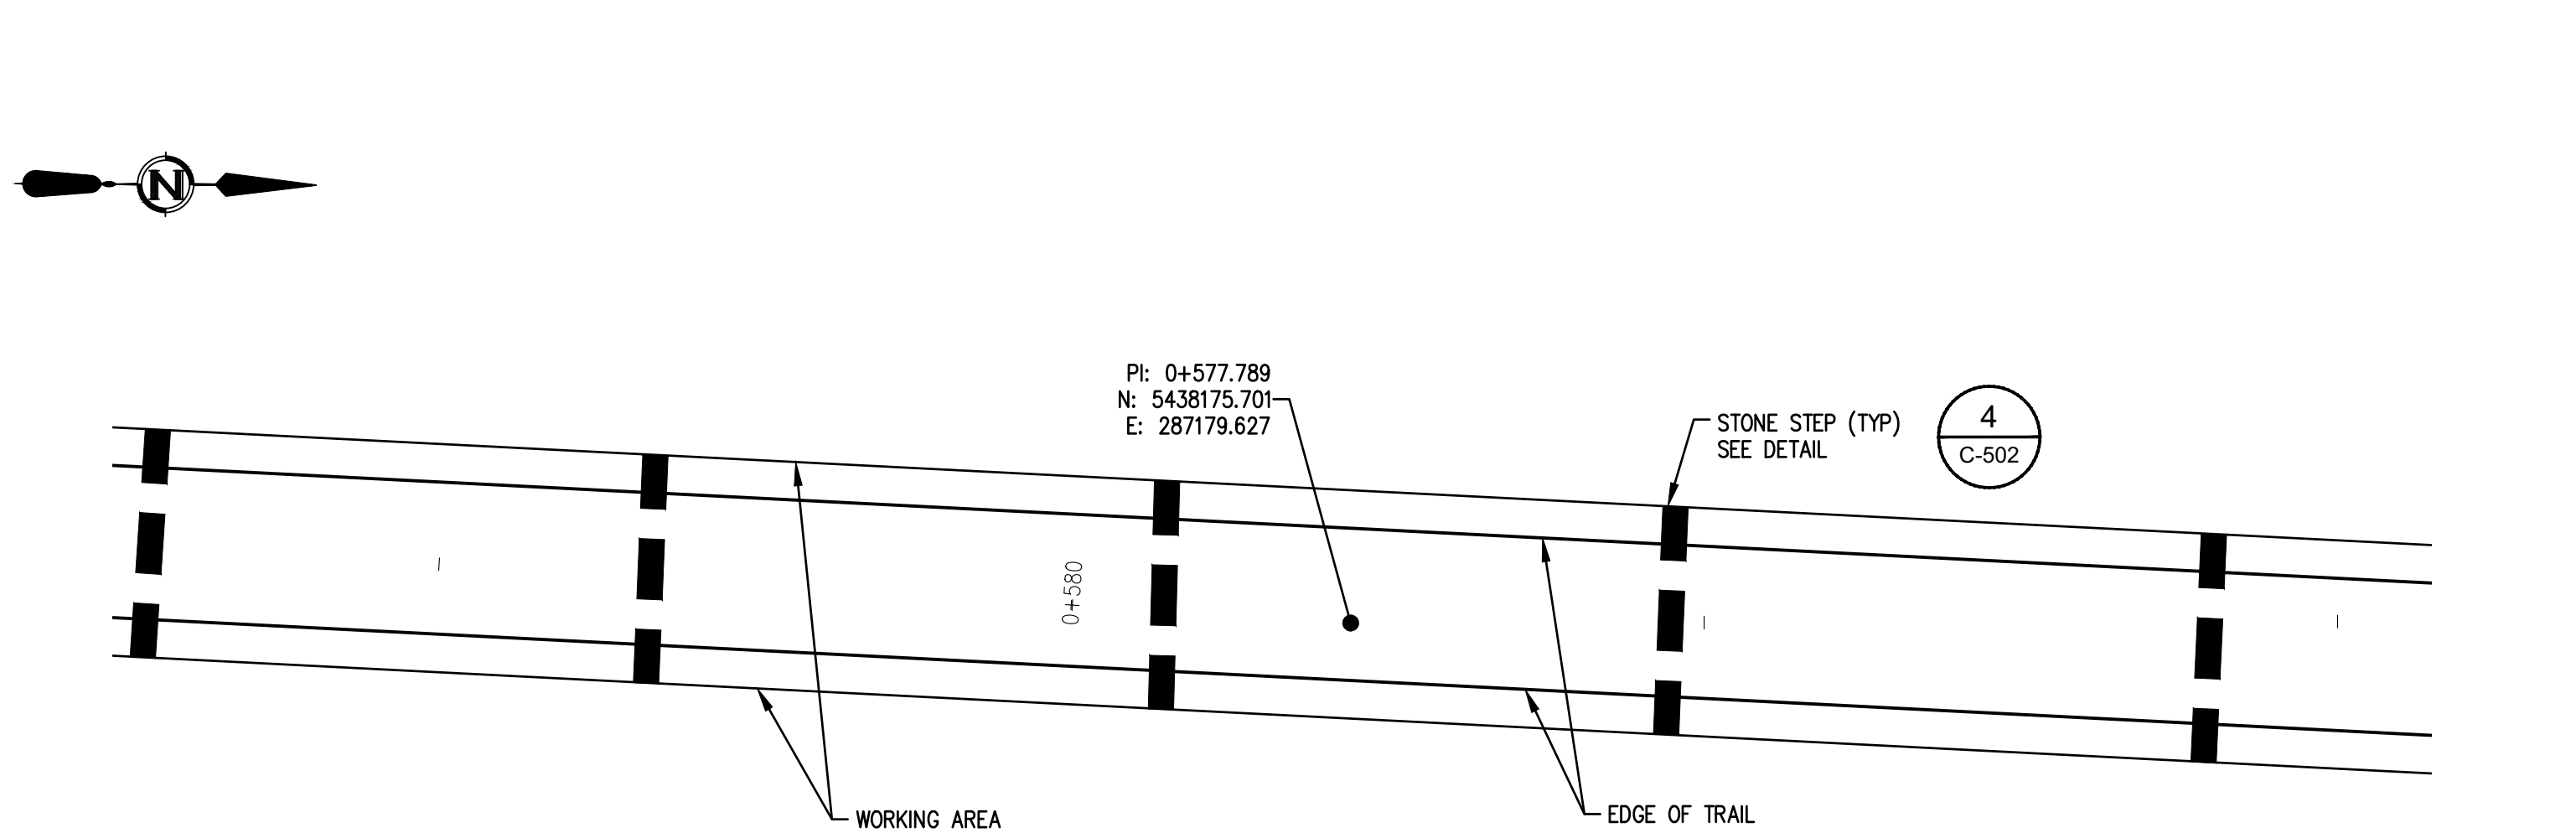 N
PI: 0+577.789
N: 5438175.701
E: 287179.627
STONE STEP (TYP)
SEE DETAIL
4
C-502
0+580
WORKING AREA
EDGE OF TRAIL